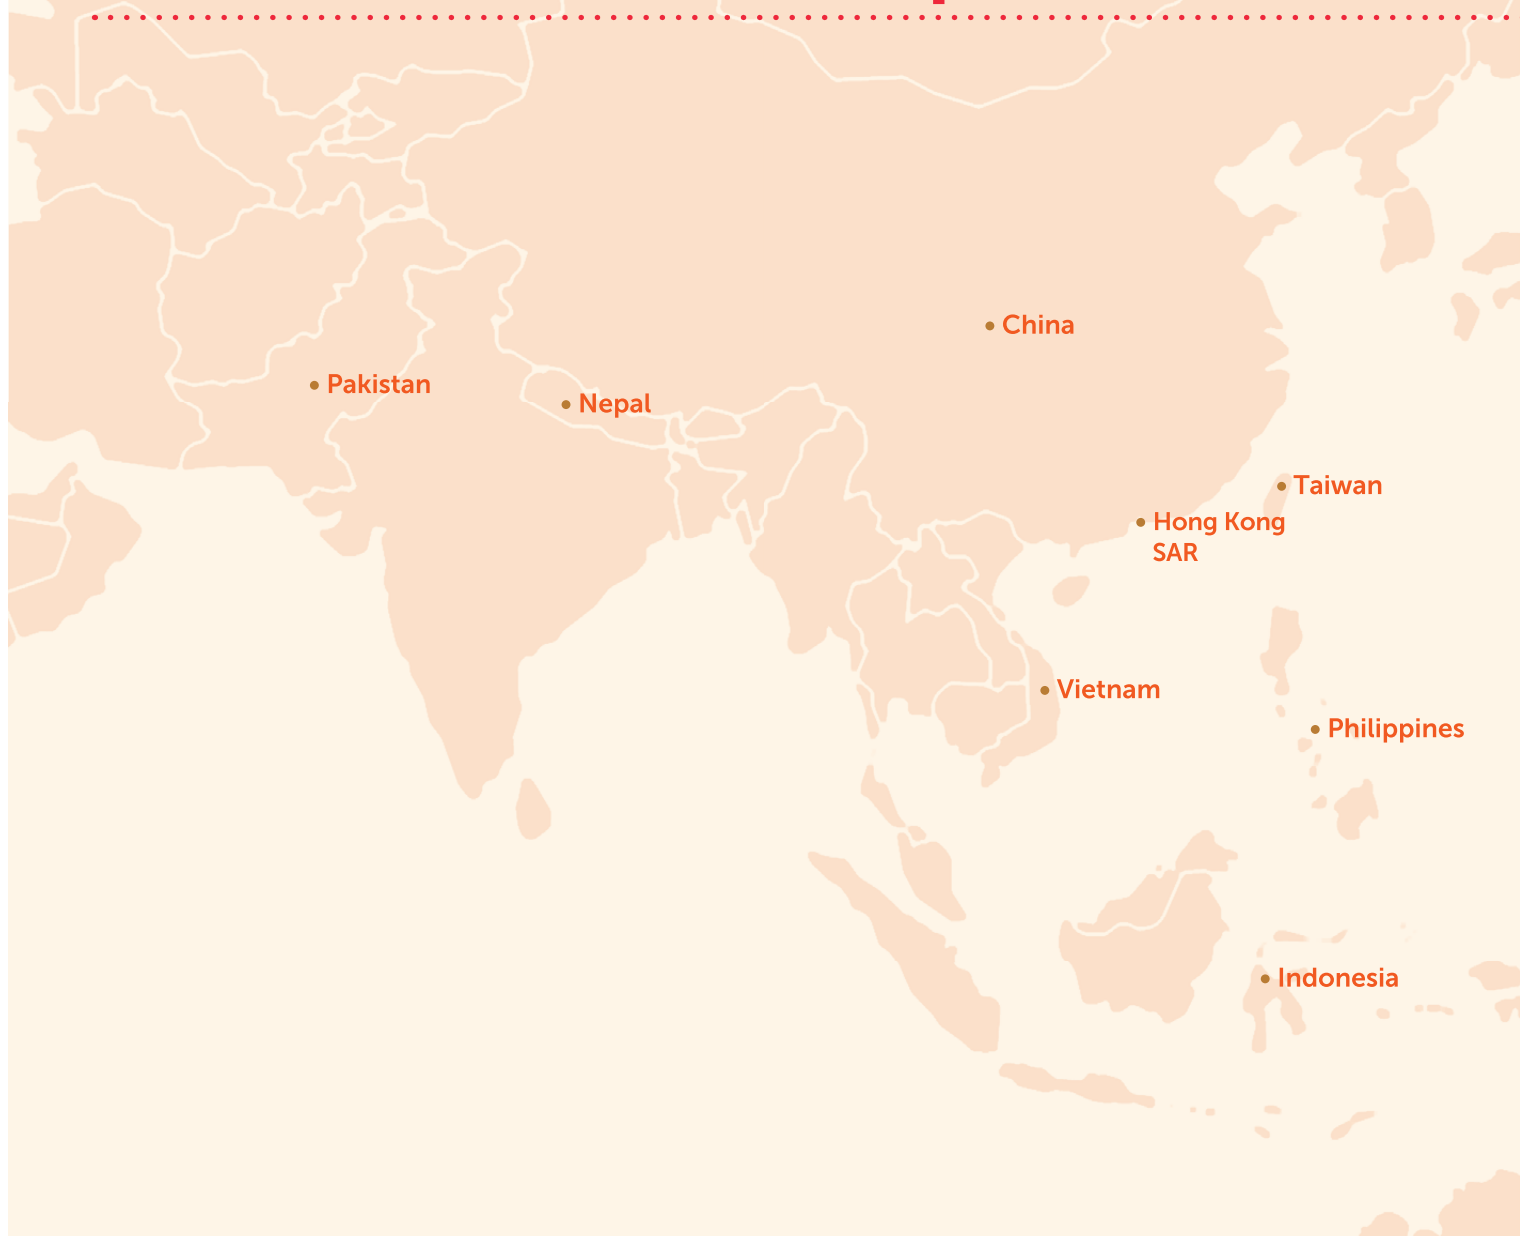 China
Pakistan
Nepal
Taiwan
Hong Kong
SAR
Vietnam
Philippines
Indonesia